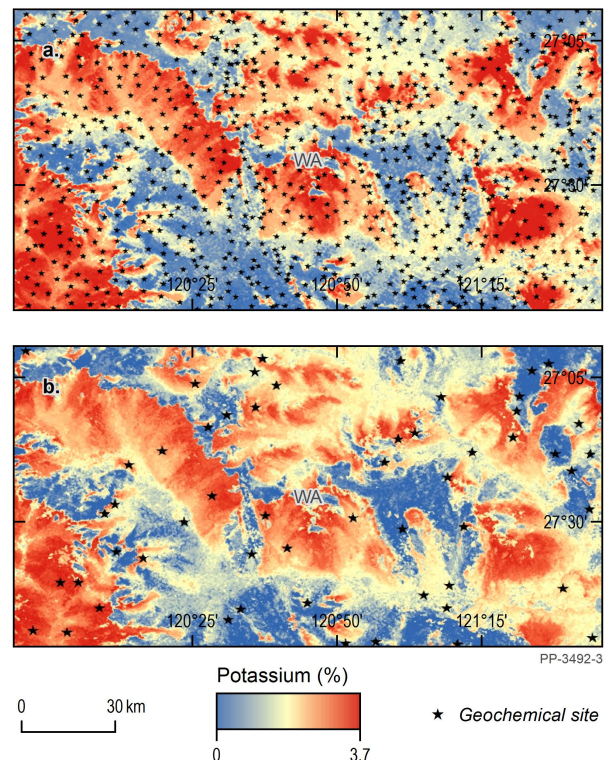 a.
27°05'
WA
27°30'
120°25' 120°50' 121°15'
b.
27°05'
WA
27°30'
120°25' 120°50' 121°15'
PP-3492-3
Potassium (%)
0 30 km
0 3.7
Geochemical site